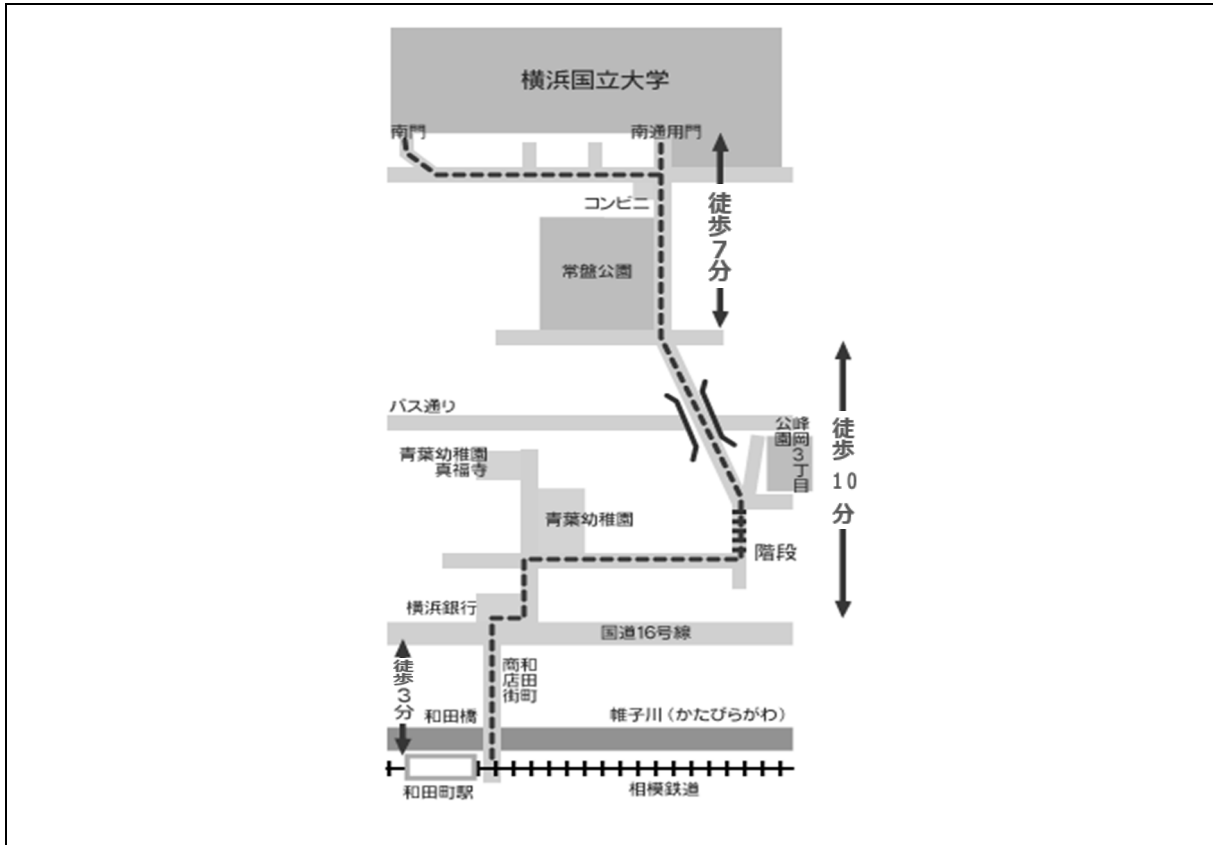 横浜国立大学
南門
南通用門
コンビニ
徒歩7分
常盤公園
バス通り
峰岡3丁目
公園
徒歩10分
青葉幼稚園
真福寺
青葉幼稚園
階段
横浜銀行
国道16号線
徒歩3分
和田町
商店街
和田橋
帷子川（かたびらがわ）
和田町駅
相模鉄道